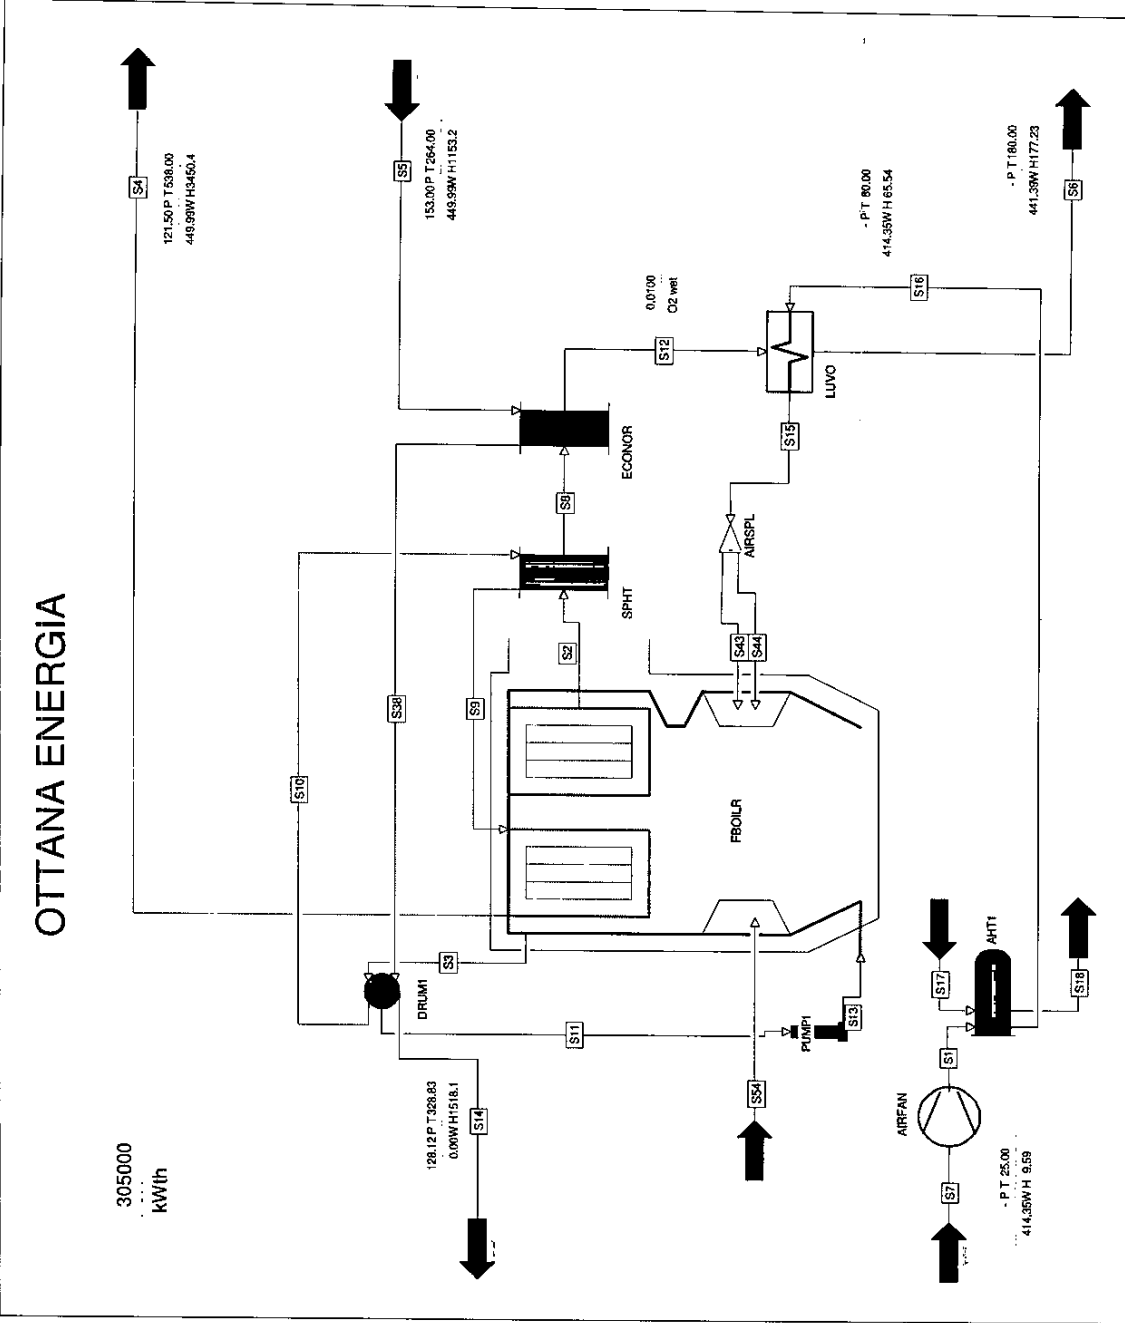 OTTANA ENERGIA
305000
kWth
S4
121.50 P T 538.00
449.99W H3450.4
S5
153.00 P T 264.00
449.99W H1153.2
S6
- P T 180.00
441.39W H177.23
- P T 80.00
414.35W H 65.54
S16
0.0100
O2 wet
S12
LUVO
S15
ECONOR
S8
SPHT
AIRSPL
S2
S43
S44
S9
S38
S10
FBOILR
S3
DRUM1
S11
PUMP1
S13
S54
S14
128.12 P T 328.83
0.00W H1518.1
S17
AHT1
S18
S1
AIRFAN
S7
- P T 25.00
414.35W H 9.59